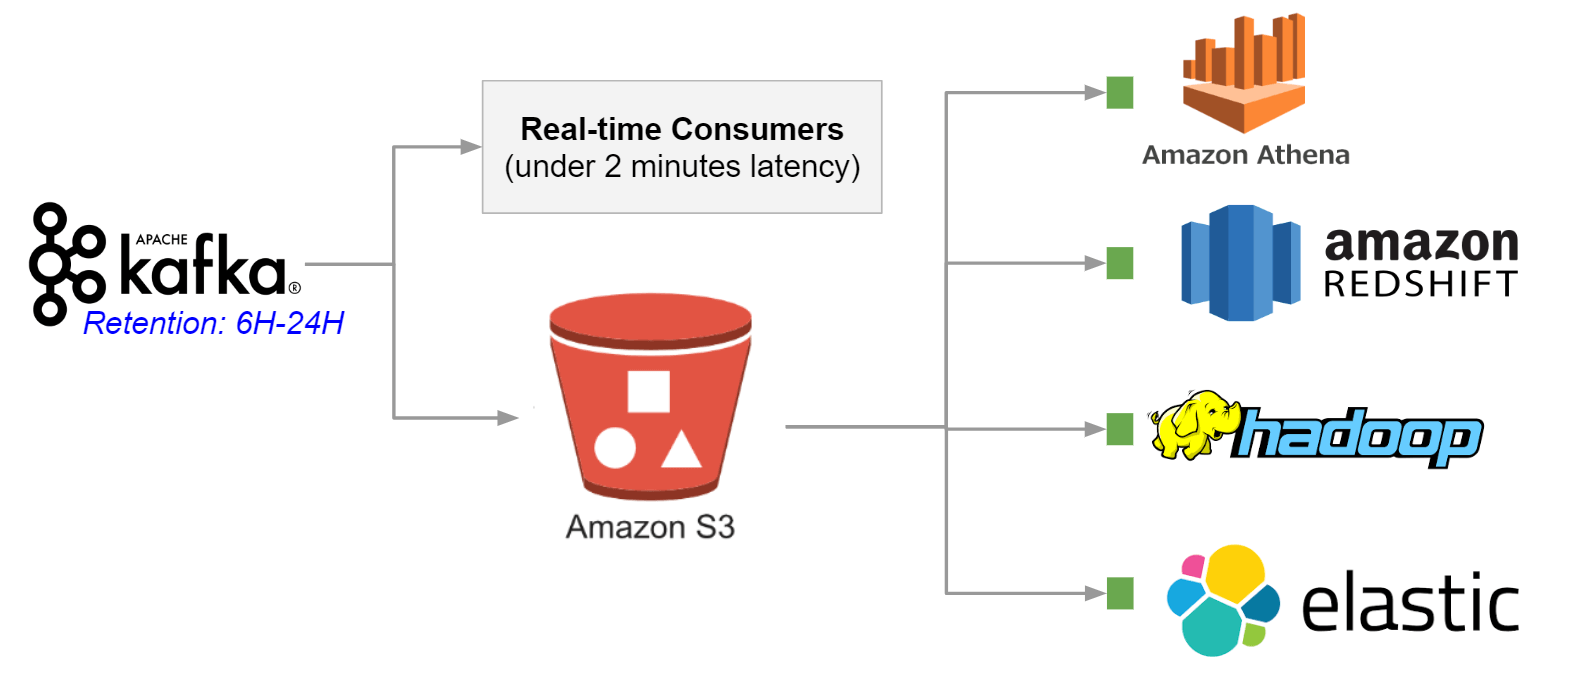 APACHE
kafka®
Retention: 6H-24H
Real-time Consumers
(under 2 minutes latency)
Amazon S3
Amazon Athena
amazon
REDSHIFT
hadoop
elastic